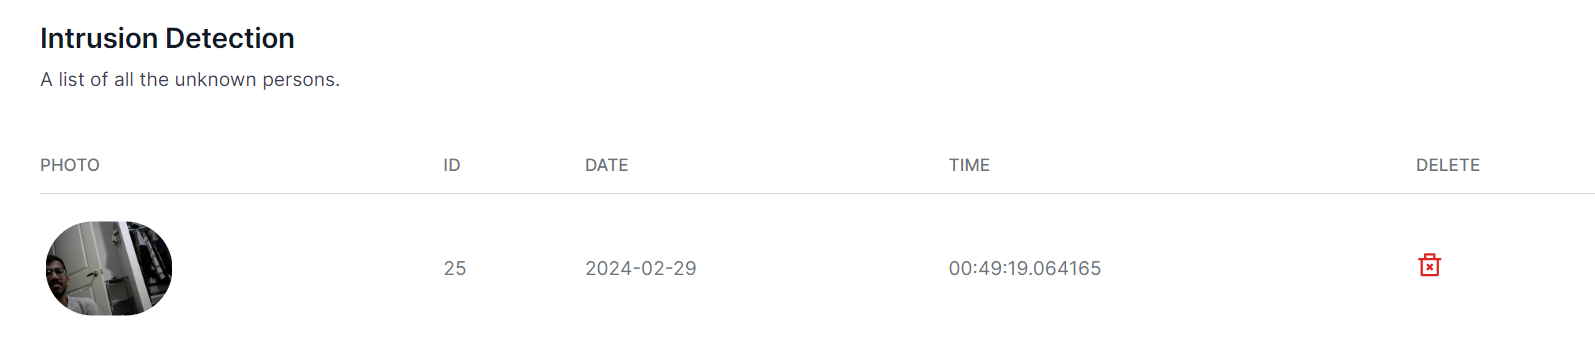 Intrusion Detection
A list of all the unknown persons.
PHOTO ID DATE TIME DELETE
25 2024-02-29 00:49:19.064165